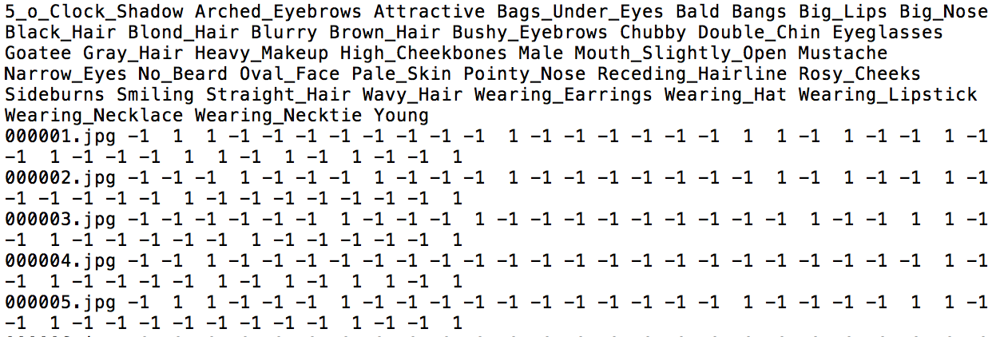 5_o_Clock_Shadow Arched_Eyebrows Attractive Bags_Under_Eyes Bald Bangs Big_Lips Big_Nose
Black_Hair Blond_Hair Blurry Brown_Hair Bushy_Eyebrows Chubby Double_Chin Eyeglasses
Goatee Gray_Hair Heavy_Makeup High_Cheekbones Male Mouth_Slightly_Open Mustache
Narrow_Eyes No_Beard Oval_Face Pale_Skin Pointy_Nose Receding_Hairline Rosy_Cheeks
Sideburns Smiling Straight_Hair Wavy_Hair Wearing_Earrings Wearing_Hat Wearing_Lipstick
Wearing_Necklace Wearing_Necktie Young
000001.jpg -1  1  1 -1 -1 -1 -1 -1 -1 -1 -1  1 -1 -1 -1 -1 -1 -1  1  1 -1  1 -1 -1  1 -1
-1  1 -1 -1 -1  1  1 -1  1 -1  1 -1 -1  1
000002.jpg -1 -1 -1  1 -1 -1 -1  1 -1 -1 -1  1 -1 -1 -1 -1 -1 -1 -1  1 -1  1 -1 -1  1 -1
-1 -1 -1 -1 -1  1 -1 -1 -1 -1 -1 -1 -1  1
000003.jpg -1 -1 -1 -1 -1 -1  1 -1 -1 -1  1 -1 -1 -1 -1 -1 -1 -1 -1 -1  1 -1 -1  1  1 -1
-1  1 -1 -1 -1 -1 -1  1 -1 -1 -1 -1 -1  1
000004.jpg -1 -1  1 -1 -1 -1 -1 -1 -1 -1 -1 -1 -1 -1 -1 -1 -1 -1 -1 -1 -1 -1 -1 -1  1 -1
-1  1 -1 -1 -1 -1  1 -1  1 -1  1  1 -1  1
000005.jpg -1  1  1 -1 -1 -1  1 -1 -1 -1 -1 -1 -1 -1 -1 -1 -1 -1  1 -1 -1 -1 -1  1  1 -1
-1  1 -1 -1 -1 -1 -1 -1 -1 -1  1 -1 -1  1